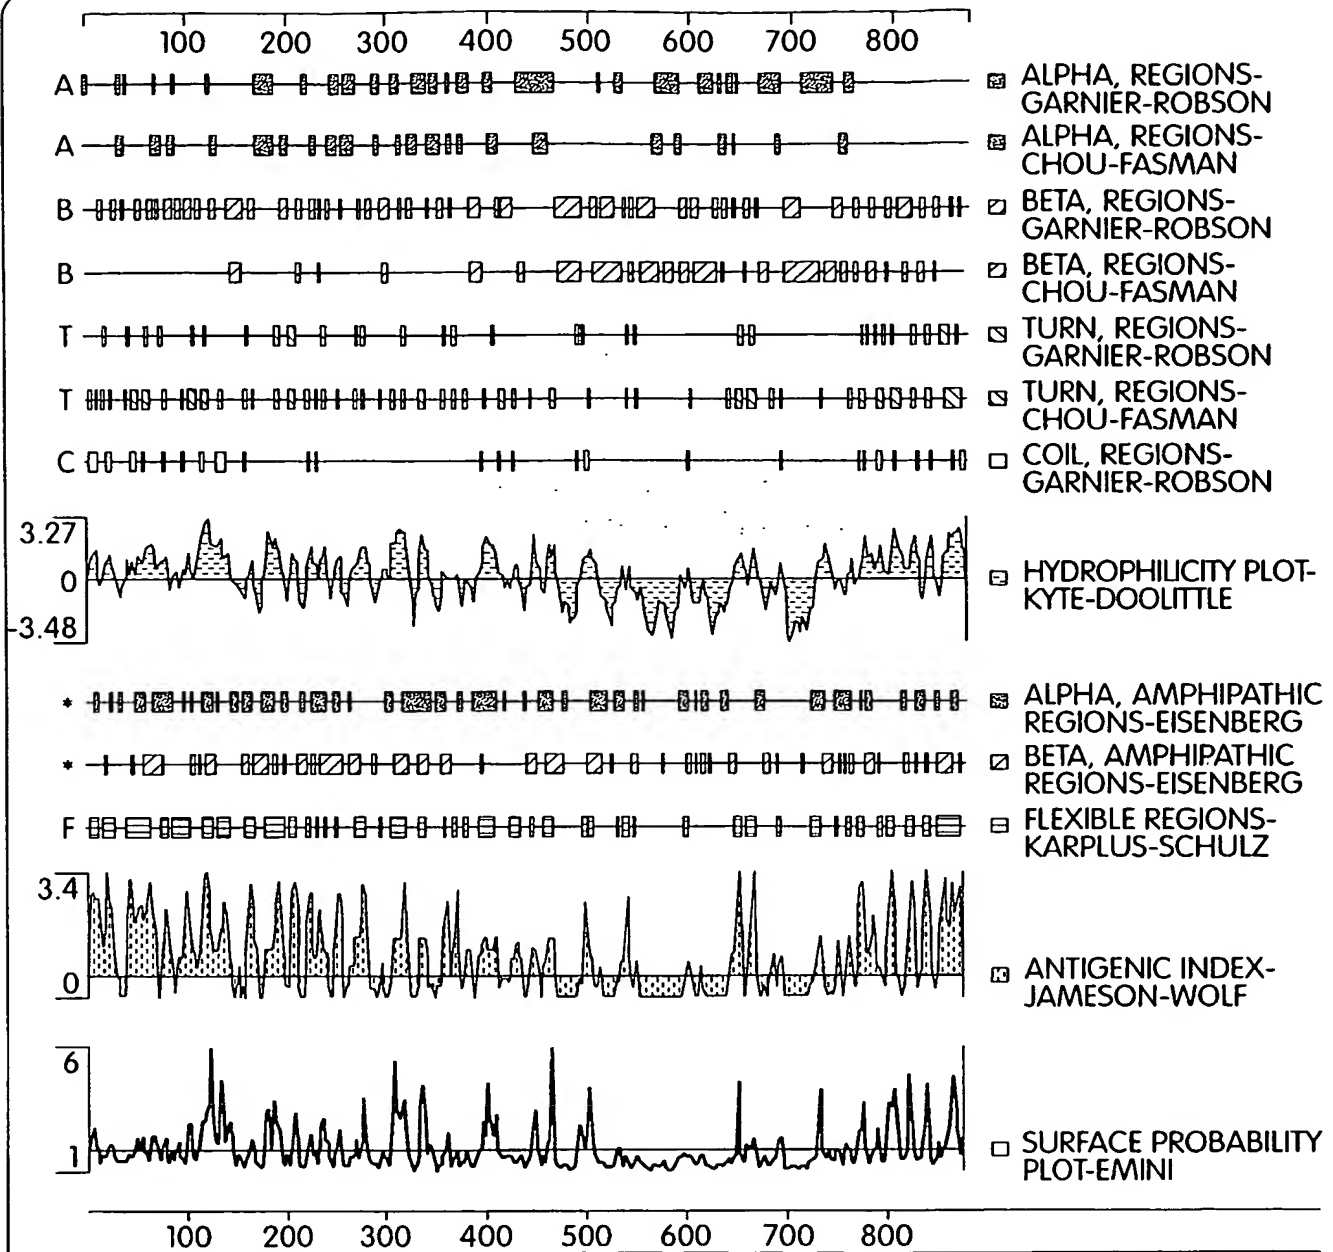 100 200 300 400 500 600 700 800
A ALPHA, REGIONS-
GARNIER-ROBSON
A ALPHA, REGIONS-
CHOU-FASMAN
B BETA, REGIONS-
GARNIER-ROBSON
B BETA, REGIONS-
CHOU-FASMAN
T TURN, REGIONS-
GARNIER-ROBSON
T TURN, REGIONS-
CHOU-FASMAN
C COIL, REGIONS-
GARNIER-ROBSON
3.27
0 HYDROPHILICITY PLOT-
KYTE-DOOLITTLE
-3.48
* ALPHA, AMPHIPATHIC
REGIONS-EISENBERG
* BETA, AMPHIPATHIC
REGIONS-EISENBERG
F FLEXIBLE REGIONS-
KARPLUS-SCHULZ
3.4
0 ANTIGENIC INDEX-
JAMESON-WOLF
6
1 SURFACE PROBABILITY
PLOT-EMINI
100 200 300 400 500 600 700 800